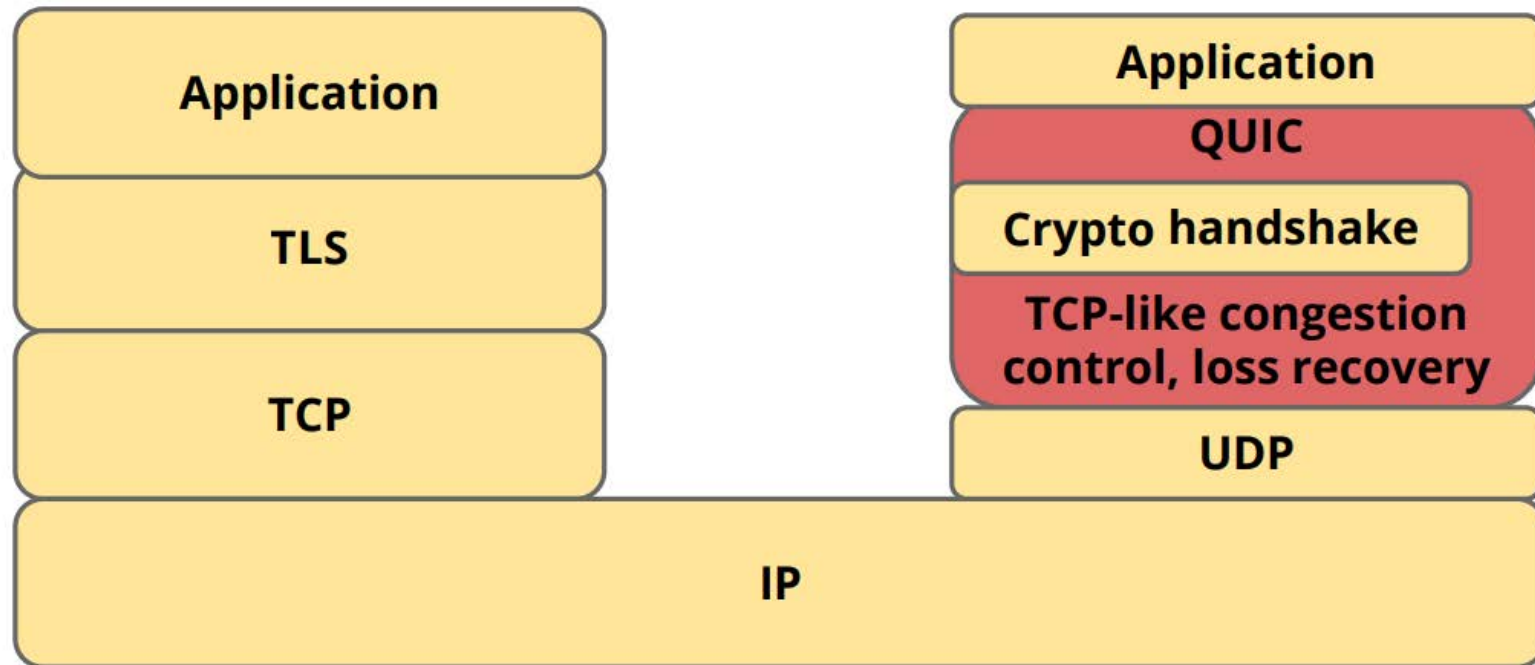 Application
TLS
TCP
Application
QUIC
Crypto handshake
TCP-like congestion
control, loss recovery
UDP
IP